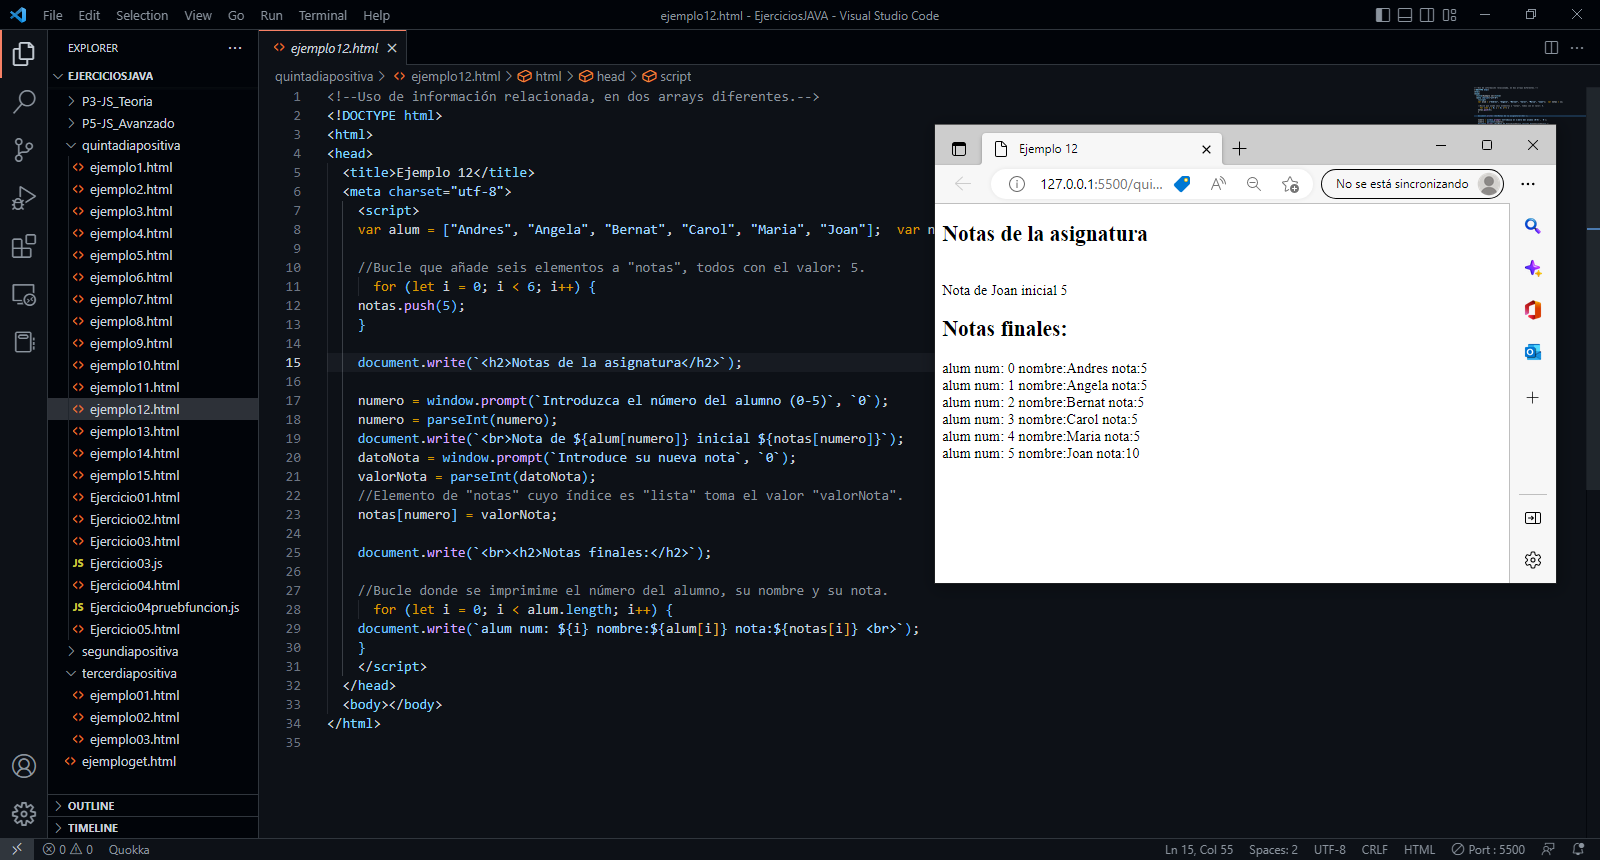 File Edit Selection View Go Run Terminal Help
ejemplo12.html - EjerciciosJAVA - Visual Studio Code
EXPLORER
EJERCICIOSJAVA
P3-JS_Teoria
P5-JS_Avanzado
quintadiapositiva
ejemplo1.html
ejemplo2.html
ejemplo3.html
ejemplo4.html
ejemplo5.html
ejemplo6.html
ejemplo7.html
ejemplo8.html
ejemplo9.html
ejemplo10.html
ejemplo11.html
ejemplo12.html
ejemplo13.html
ejemplo14.html
ejemplo15.html
Ejercicio01.html
Ejercicio02.html
Ejercicio03.html
JS Ejercicio03.js
Ejercicio04.html
JS Ejercicio04pruebfuncion.js
Ejercicio05.html
segundiapositiva
tercerdiapositiva
ejemplo01.html
ejemplo02.html
ejemplo03.html
ejemploget.html
OUTLINE
TIMELINE
ejemplo12.html
quintadiapositiva > ejemplo12.html > html > head > script
1 <!--Uso de información relacionada, en dos arrays diferentes.-->
2 <!DOCTYPE html>
3 <html>
4 <head>
5 <title>Ejemplo 12</title>
6 <meta charset="utf-8">
7 <script>
8 var alum = ["Andres", "Angela", "Bernat", "Carol", "Maria", "Joan"]; var n
9
10 //Bucle que añade seis elementos a "notas", todos con el valor: 5.
11 for (let i = 0; i < 6; i++) {
12 notas.push(5);
13 }
14
15 document.write(`<h2>Notas de la asignatura</h2>`);
16
17 numero = window.prompt(`Introduzca el número del alumno (0-5)`, `0`);
18 numero = parseInt(numero);
19 document.write(`<br>Nota de ${alum[numero]} inicial ${notas[numero]}`);
20 datoNota = window.prompt(`Introduce su nueva nota`, `0`);
21 valorNota = parseInt(datoNota);
22 //Elemento de "notas" cuyo índice es "lista" toma el valor "valorNota".
23 notas[numero] = valorNota;
24
25 document.write(`<br><h2>Notas finales:</h2>`);
26
27 //Bucle donde se imprimime el número del alumno, su nombre y su nota.
28 for (let i = 0; i < alum.length; i++) {
29 document.write(`alum num: ${i} nombre:${alum[i]} nota:${notas[i]} <br>`);
30 }
31 </script>
32 </head>
33 <body></body>
34 </html>
35
Ejemplo 12
127.0.0.1:5500/qui...
No se está sincronizando
Notas de la asignatura
Nota de Joan inicial 5
Notas finales:
alum num: 0 nombre:Andres nota:5
alum num: 1 nombre:Angela nota:5
alum num: 2 nombre:Bernat nota:5
alum num: 3 nombre:Carol nota:5
alum num: 4 nombre:Maria nota:5
alum num: 5 nombre:Joan nota:10
0 0 Quokka
Ln 15, Col 55 Spaces: 2 UTF-8 CRLF HTML Port : 5500